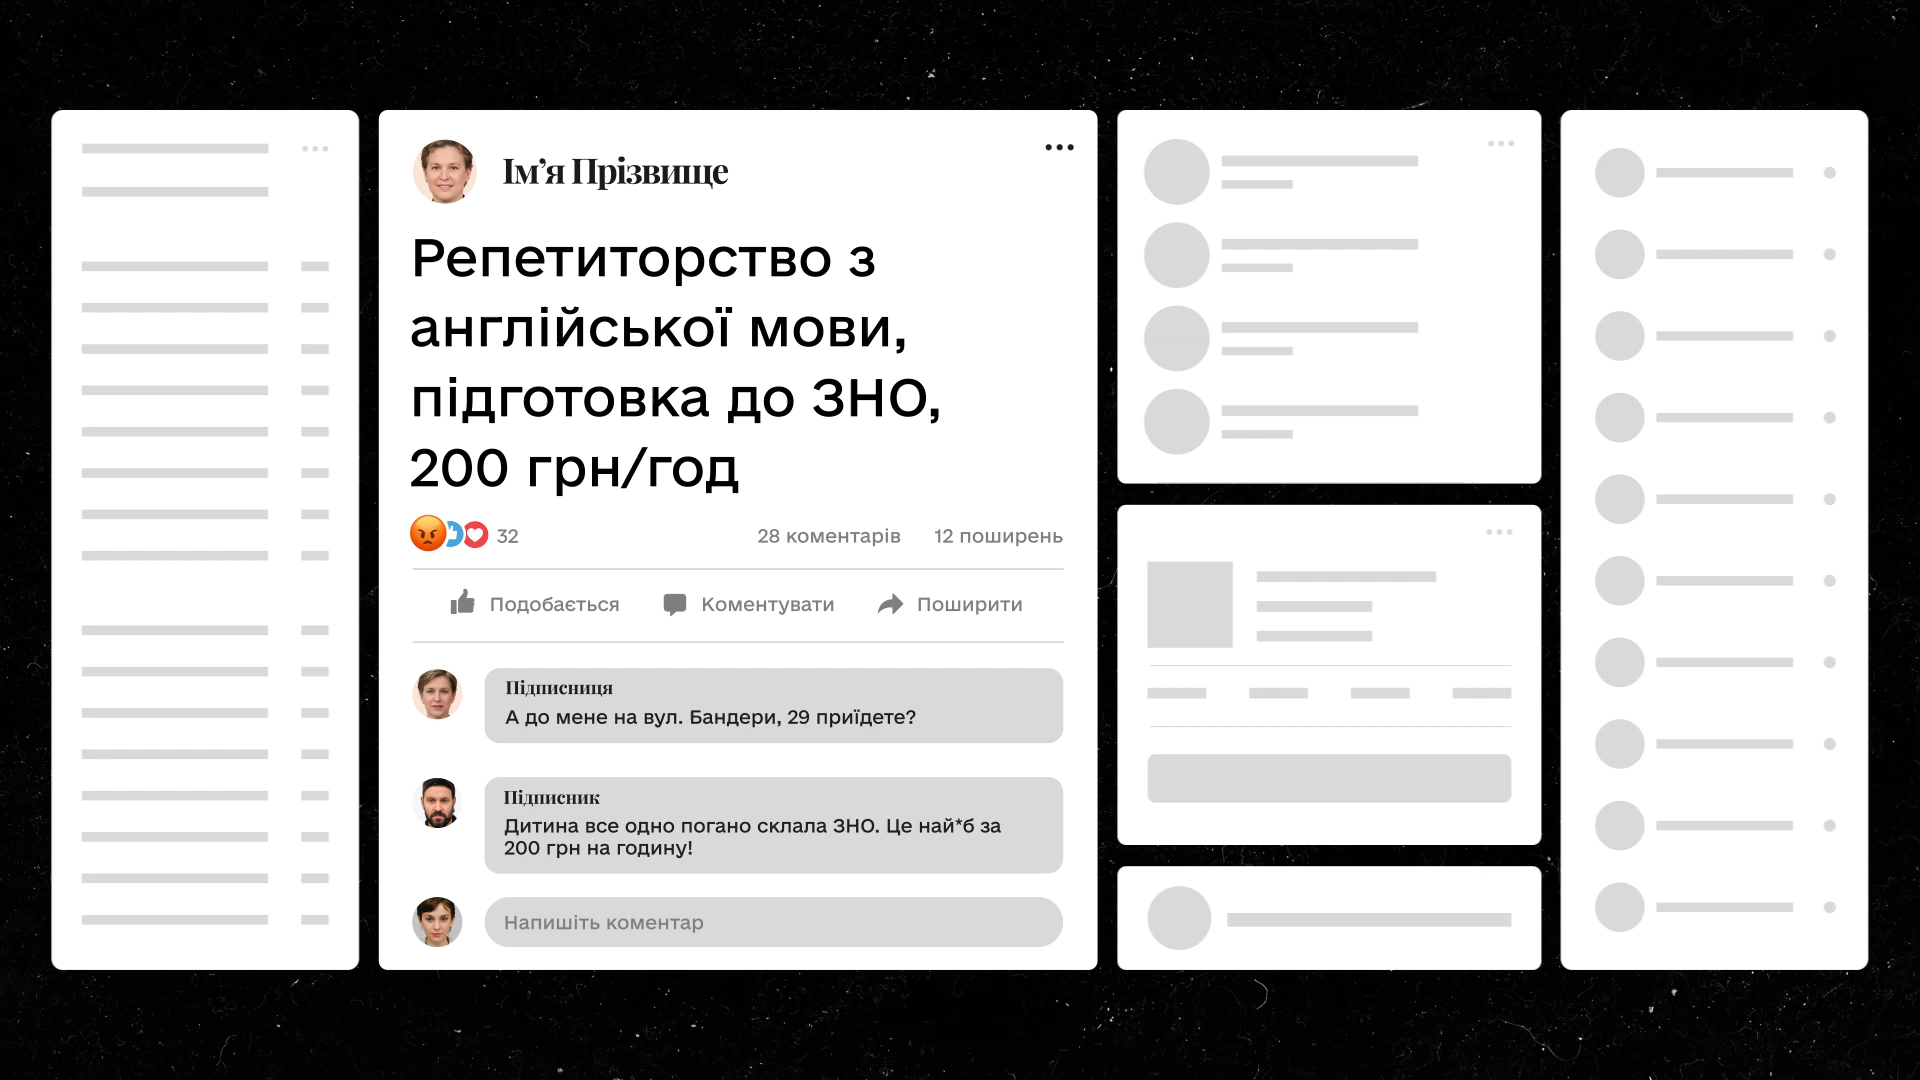 Ім’я Прізвище
Репетиторство з
англійської мови,
підготовка до ЗНО,
200 грн/год
32 28 коментарів 12 поширень
Подобається Коментувати Поширити
Підписниця
А до мене на вул. Бандери, 29 приїдете?
Підписник
Дитина все одно погано склала ЗНО. Це най*б за
200 грн на годину!
Напишіть коментар